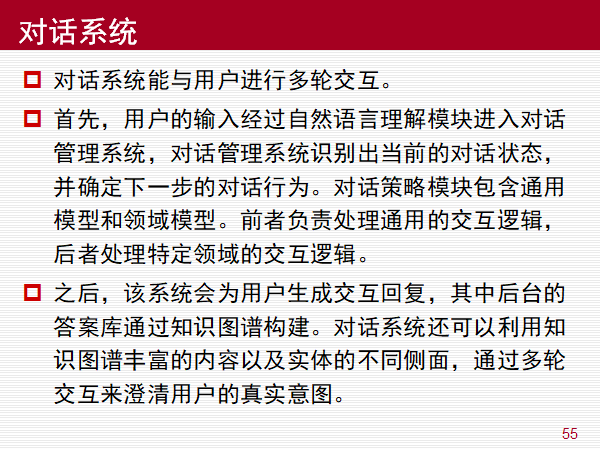 对话系统
对话系统能与用户进行多轮交互。
首先，用户的输入经过自然语言理解模块进入对话
管理系统，对话管理系统识别出当前的对话状态，
并确定下一步的对话行为。对话策略模块包含通用
模型和领域模型。前者负责处理通用的交互逻辑，
后者处理特定领域的交互逻辑。
之后，该系统会为用户生成交互回复，其中后台的
答案库通过知识图谱构建。对话系统还可以利用知
识图谱丰富的内容以及实体的不同侧面，通过多轮
交互来澄清用户的真实意图。
55